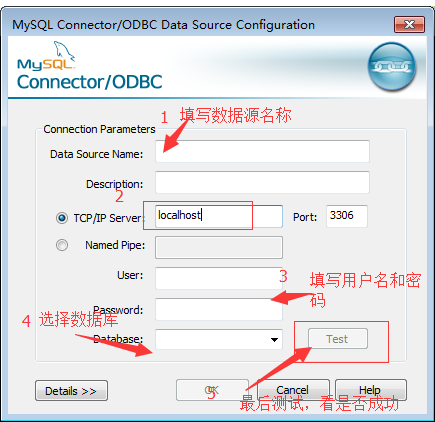 MySQL Connector/ODBC Data Source Configuration
MySQL
Connector/ODBC
Connection Parameters
1 填写数据源名称
Data Source Name:
Description:
2
TCP/IP Server: localhost Port: 3306
Named Pipe:
User:
3 填写用户名和密
码
Password:
4 选择数据库
Database: Test
Details >> OK Cancel Help
5 最后测试，看是否成功